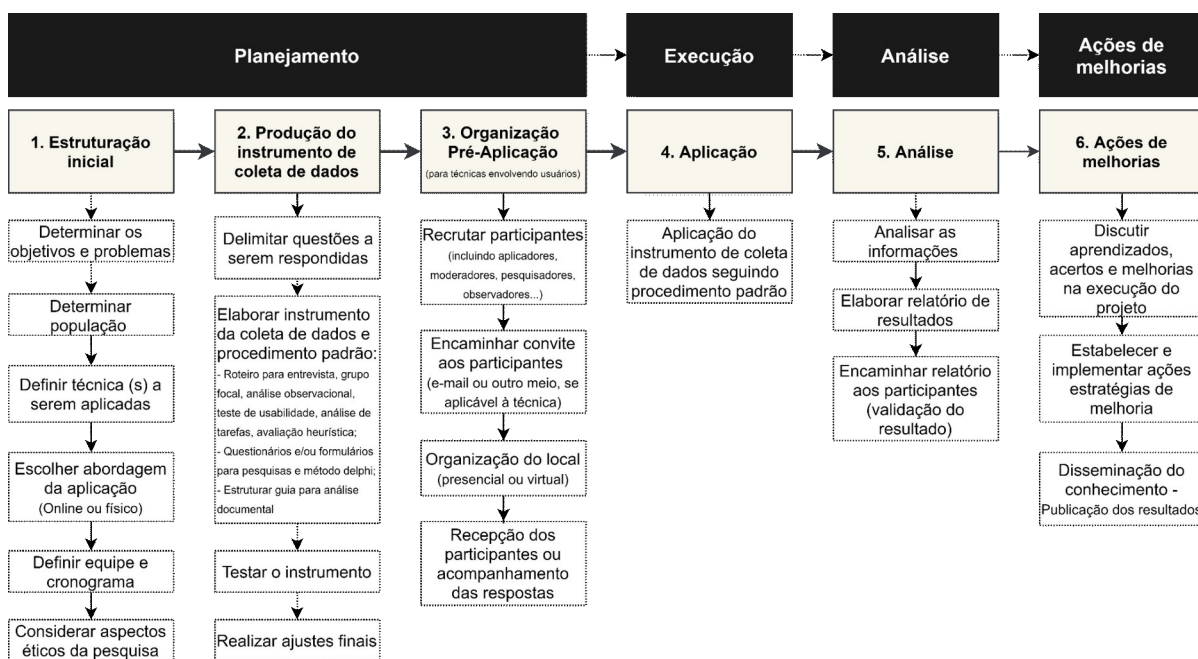 Planejamento
Execução
Análise
Ações de
melhorias
1. Estruturação
inicial
2. Produção do
instrumento de
coleta de dados
3. Organização
Pré-Aplicação
(para técnicas envolvendo usuários)
4. Aplicação
5. Análise
6. Ações de
melhorias
Determinar os
objetivos e problemas
Determinar
população
Definir técnica (s) a
serem aplicadas
Escolher abordagem
da aplicação
(Online ou físico)
Definir equipe e
cronograma
Considerar aspectos
éticos da pesquisa
Delimitar questões a
serem respondidas
Elaborar instrumento
da coleta de dados e
procedimento padrão:
- Roteiro para entrevista, grupo
focal, análise observacional,
teste de usabilidade, análise de
tarefas, avaliação heurística;
- Questionários e/ou formulários
para pesquisas e método delphi;
- Estruturar guia para análise
documental
Testar o instrumento
Realizar ajustes finais
Recrutar participantes
(incluindo aplicadores,
moderadores, pesquisadores,
observadores...)
Encaminhar convite
aos participantes
(e-mail ou outro meio, se
aplicável à técnica)
Organização do local
(presencial ou virtual)
Recepção dos
participantes ou
acompanhamento
das respostas
Aplicação do
instrumento de coleta
de dados seguindo
procedimento padrão
Analisar as
informações
Elaborar relatório de
resultados
Encaminhar relatório
aos participantes
(validação do
resultado)
Discutir
aprendizados,
acertos e melhorias
na execução do
projeto
Estabelecer e
implementar ações
estratégias de
melhoria
Disseminação do
conhecimento -
Publicação dos resultados